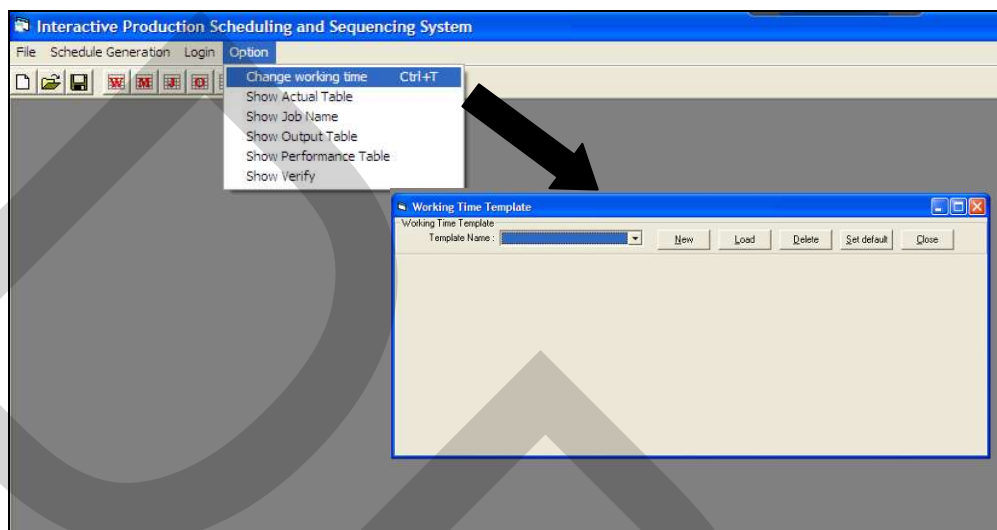 Interactive Production Scheduling and Sequencing System
File Schedule Generation Login Option
W M J O
Change working time Ctrl+T
Show Actual Table
Show Job Name
Show Output Table
Show Performance Table
Show Verify
Working Time Template
Working Time Template
Template Name : New Load Delete Set default Close